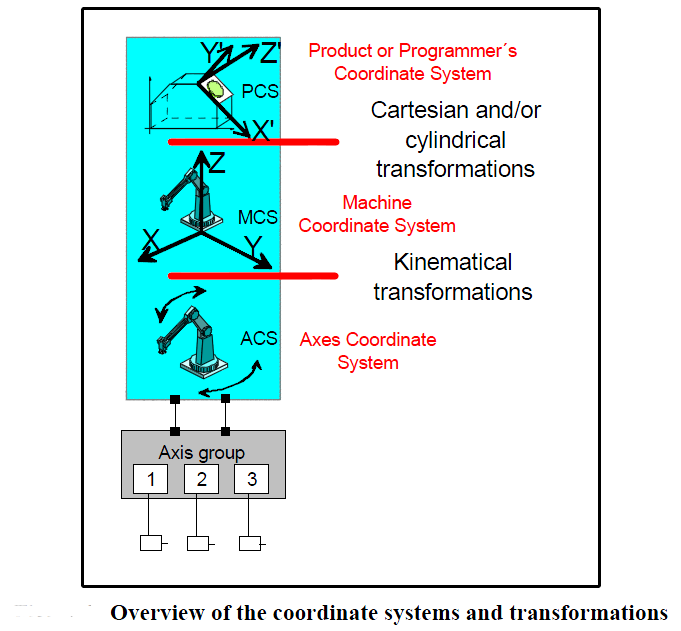 Y' Z'
PCS
X'
Product or Programmer´s
Coordinate System
Cartesian and/or
cylindrical
transformations
Z
MCS
X
Y
Machine
Coordinate System
Kinematical
transformations
ACS
Axes Coordinate
System
Axis group
1 2 3
Overview of the coordinate systems and transformations